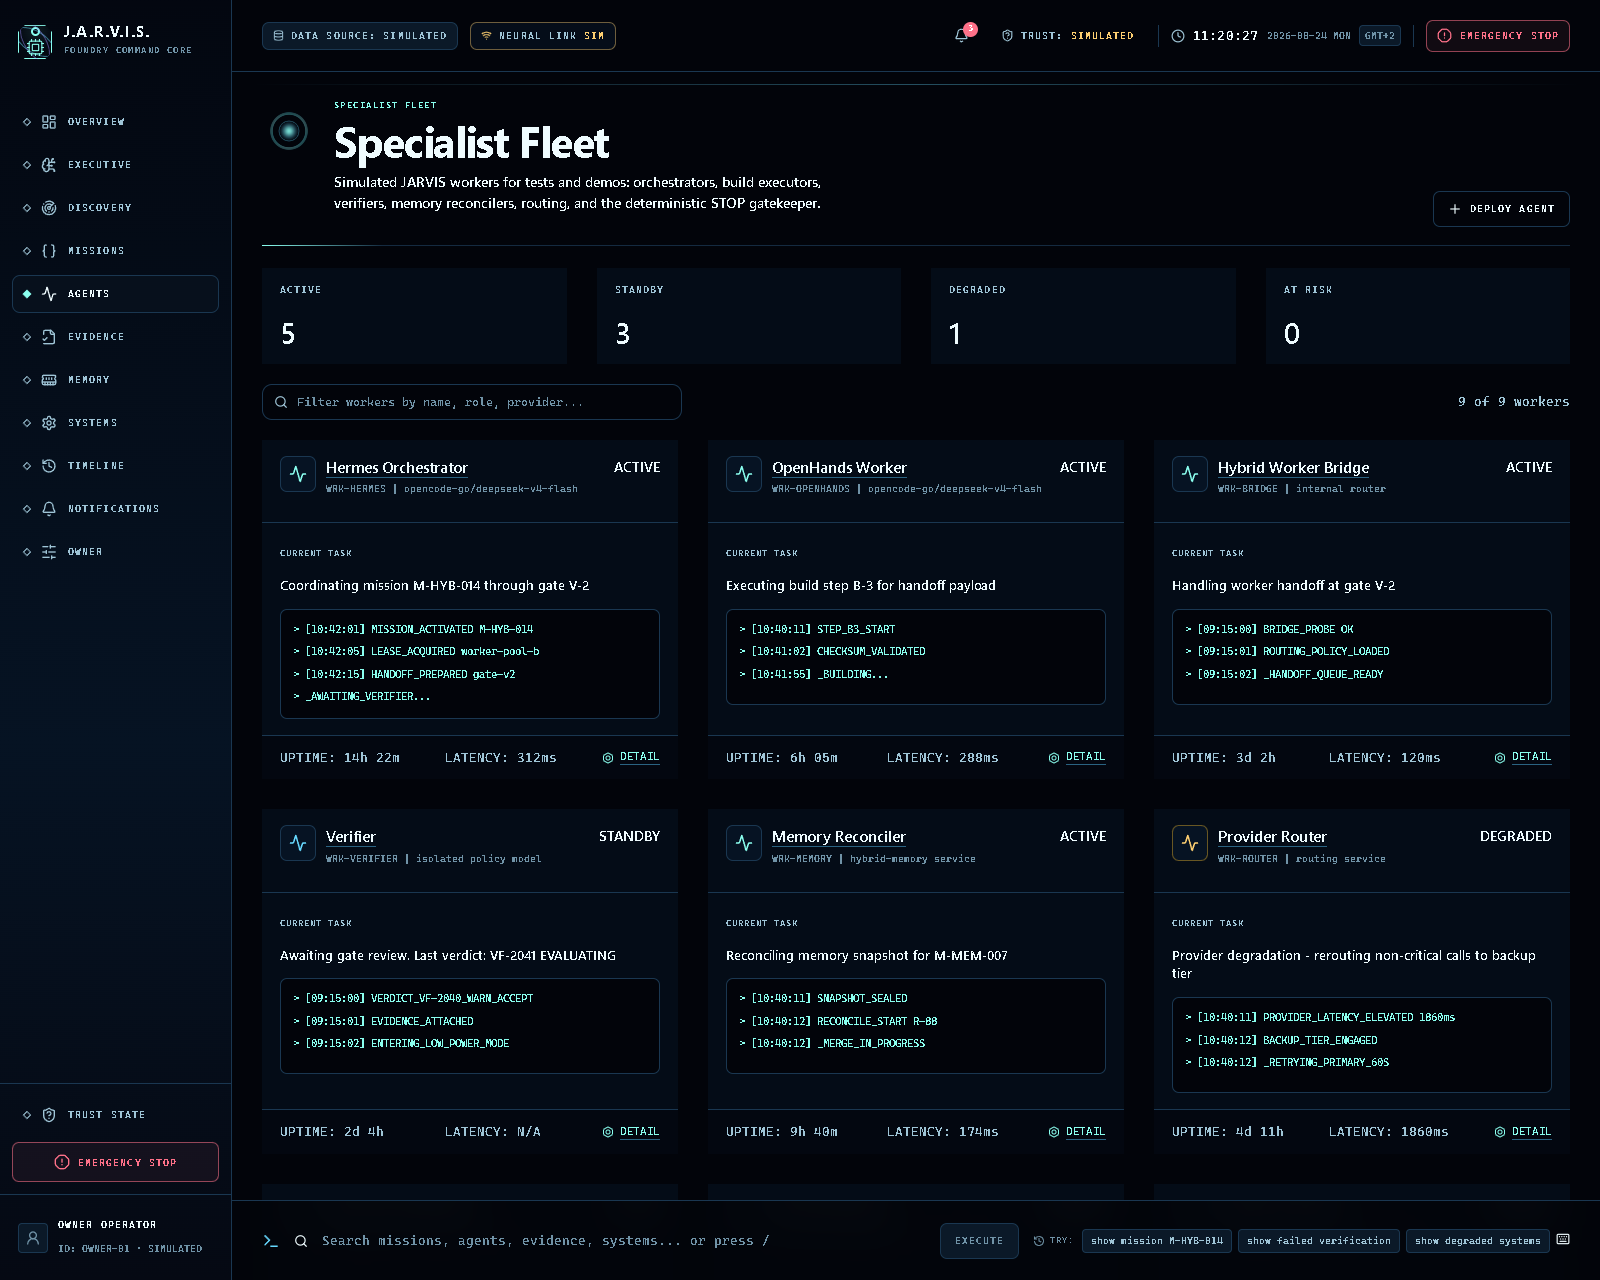 J.A.R.V.I.S.
FOUNDRY COMMAND CORE
OVERVIEW
EXECUTIVE
DISCOVERY
MISSIONS
AGENTS
EVIDENCE
MEMORY
SYSTEMS
TIMELINE
NOTIFICATIONS
OWNER
TRUST STATE
EMERGENCY STOP
OWNER OPERATOR
ID: OWNER-01 • SIMULATED
DATA SOURCE: SIMULATED
NEURAL LINK SIM
3
TRUST: SIMULATED
11:20:27 2026-08-24 MON GMT+2
EMERGENCY STOP
SPECIALIST FLEET
Specialist Fleet
Simulated JARVIS workers for tests and demos: orchestrators, build executors,
verifiers, memory reconcilers, routing, and the deterministic STOP gatekeeper.
DEPLOY AGENT
ACTIVE
5
STANDBY
3
DEGRADED
1
AT RISK
0
Filter workers by name, role, provider...
9 of 9 workers
Hermes Orchestrator
ACTIVE
WRK-HERMES | opencode-go/deepseek-v4-flash
CURRENT TASK
Coordinating mission M-HYB-014 through gate V-2
> [10:42:01] MISSION_ACTIVATED M-HYB-014
> [10:42:05] LEASE_ACQUIRED worker-pool-b
> [10:42:15] HANDOFF_PREPARED gate-v2
> _AWAITING_VERIFIER...
UPTIME: 14h 22m LATENCY: 312ms DETAIL
OpenHands Worker
ACTIVE
WRK-OPENHANDS | opencode-go/deepseek-v4-flash
CURRENT TASK
Executing build step B-3 for handoff payload
> [10:40:11] STEP_B3_START
> [10:41:02] CHECKSUM_VALIDATED
> [10:41:55] _BUILDING...
UPTIME: 6h 05m LATENCY: 288ms DETAIL
Hybrid Worker Bridge
ACTIVE
WRK-BRIDGE | internal router
CURRENT TASK
Handling worker handoff at gate V-2
> [09:15:00] BRIDGE_PROBE OK
> [09:15:01] ROUTING_POLICY_LOADED
> [09:15:02] _HANDOFF_QUEUE_READY
UPTIME: 3d 2h LATENCY: 120ms DETAIL
Verifier
STANDBY
WRK-VERIFIER | isolated policy model
CURRENT TASK
Awaiting gate review. Last verdict: VF-2041 EVALUATING
> [09:15:00] VERDICT_VF-2040_WARN_ACCEPT
> [09:15:01] EVIDENCE_ATTACHED
> [09:15:02] ENTERING_LOW_POWER_MODE
UPTIME: 2d 4h LATENCY: N/A DETAIL
Memory Reconciler
ACTIVE
WRK-MEMORY | hybrid-memory service
CURRENT TASK
Reconciling memory snapshot for M-MEM-007
> [10:40:11] SNAPSHOT_SEALED
> [10:40:12] RECONCILE_START R-88
> [10:40:12] _MERGE_IN_PROGRESS
UPTIME: 9h 40m LATENCY: 174ms DETAIL
Provider Router
DEGRADED
WRK-ROUTER | routing service
CURRENT TASK
Provider degradation - rerouting non-critical calls to backup
tier
> [10:40:11] PROVIDER_LATENCY_ELEVATED 1860ms
> [10:40:12] BACKUP_TIER_ENGAGED
> [10:40:12] _RETRYING_PRIMARY_60S
UPTIME: 4d 11h LATENCY: 1860ms DETAIL
Search missions, agents, evidence, systems... or press /
EXECUTE
TRY:
show mission M-HYB-014
show failed verification
show degraded systems